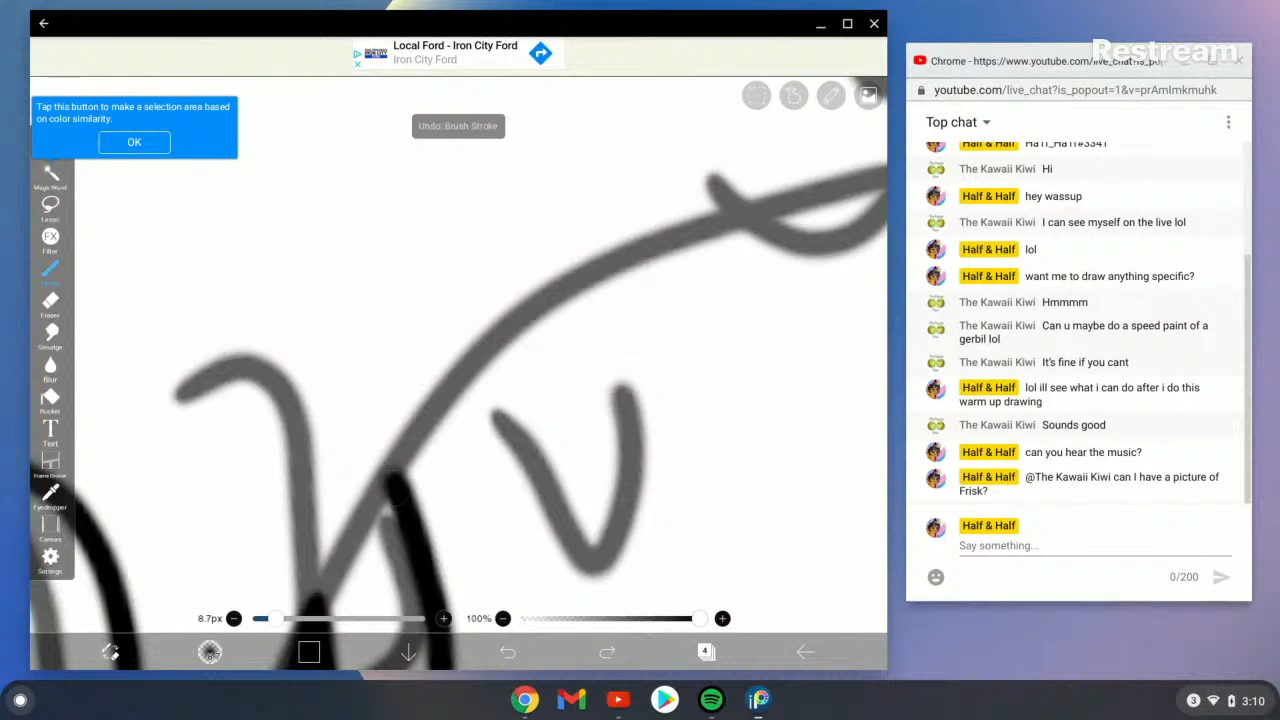 Local Ford - Iron City Ford
Iron City Ford
Tap this button to make a selection area based
on color similarity.
OK
Undo: Brush Stroke
Magic Wand
Lasso
FX
Filter
Eraser
Smudge
Blur
Bucket
T
Text
Frame Divider
Eyedropper
Canvas
Settings
8.7px
100%
4
Restream
Chrome - https://www.youtube.com/live_chat?is_po
youtube.com/live_chat?is_popout=1&v=prAmImkmuhk
Top chat
Half & Half Ha1f_Ha1f#3341
The Kawaii Kiwi Hi
Half & Half hey wassup
The Kawaii Kiwi I can see myself on the live lol
Half & Half lol
Half & Half want me to draw anything specific?
The Kawaii Kiwi Hmmmm
The Kawaii Kiwi Can u maybe do a speed paint of a
gerbil lol
The Kawaii Kiwi It's fine if you cant
Half & Half lol ill see what i can do after i do this
warm up drawing
The Kawaii Kiwi Sounds good
Half & Half can you hear the music?
Half & Half @The Kawaii Kiwi can I have a picture of
Frisk?
Half & Half
Say something...
0/200
3
3:10